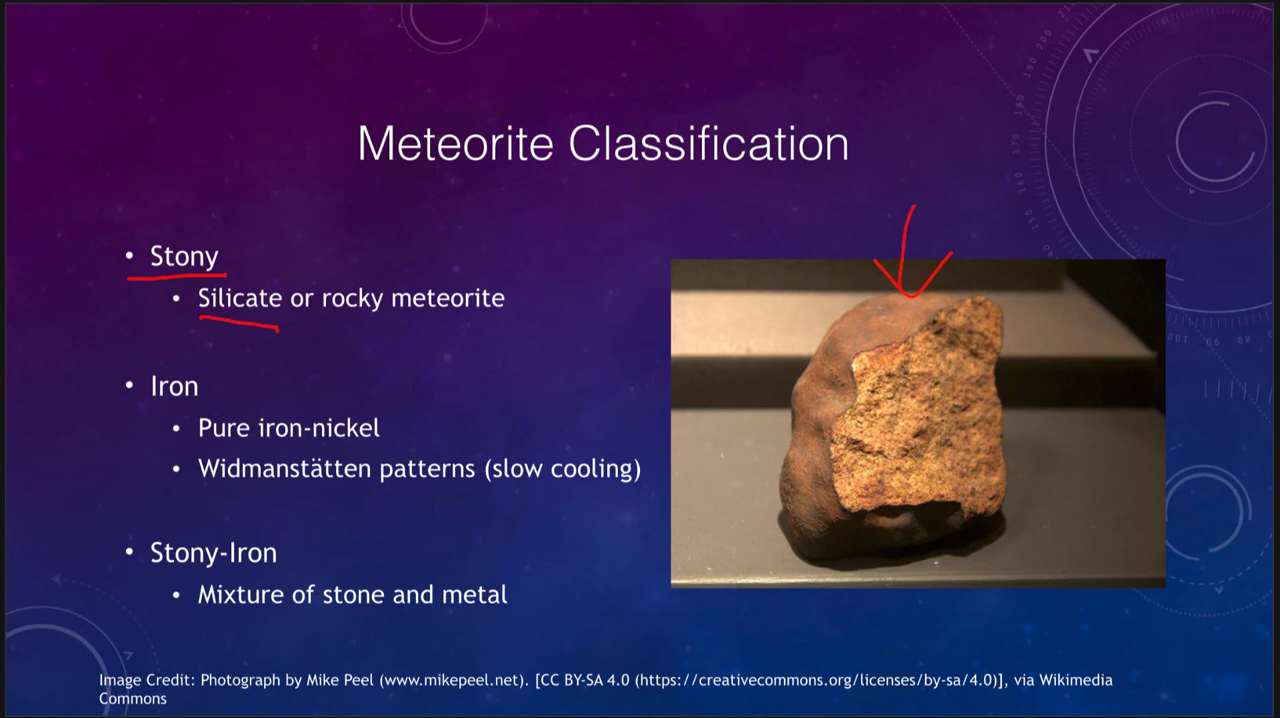 Meteorite Classification
• Stony
• Silicate or rocky meteorite
• Iron
• Pure iron-nickel
• Widmanstätten patterns (slow cooling)
• Stony-Iron
• Mixture of stone and metal
Image Credit: Photograph by Mike Peel (www.mikepeel.net). [CC BY-SA 4.0 (https://creativecommons.org/licenses/by-sa/4.0)], via Wikimedia
Commons